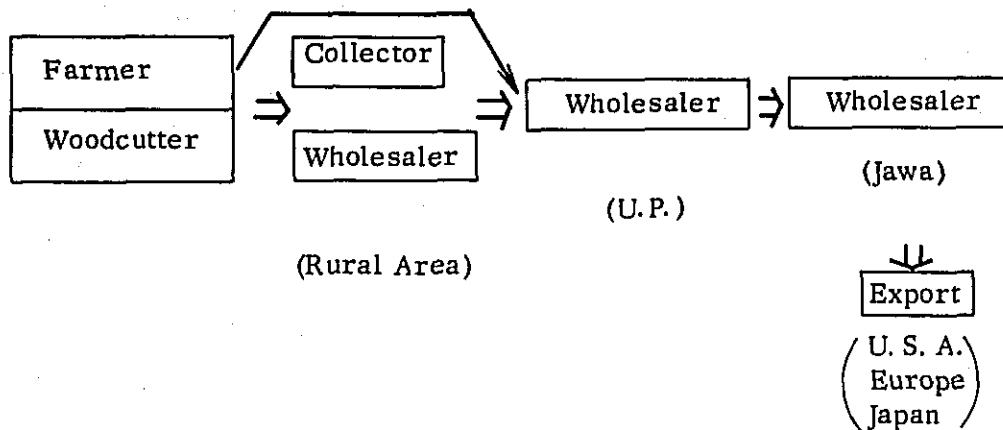 Farmer
Woodcutter
Collector
Wholesaler
(Rural Area)
Wholesaler
(U.P.)
Wholesaler
(Jawa)
Export
(U. S. A.
Europe
Japan)